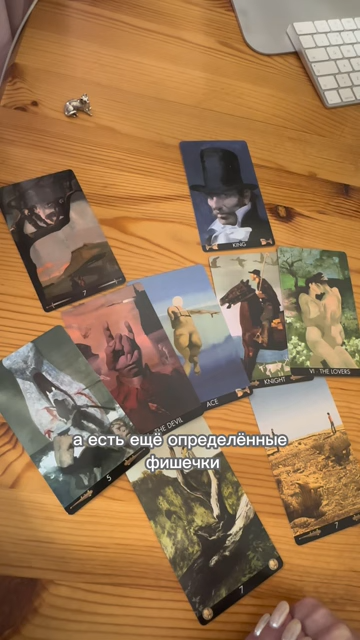 KING
7
KNIGHT
VI - THE LOVERS
THE DEVIL
ACE
а есть ещё определённые
фишечки
5
7
7